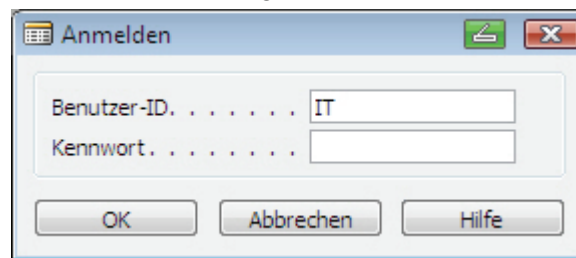 Anmelden
Benutzer-ID. . . . . . . IT
Kennwort. . . . . . . .
OK Abbrechen Hilfe